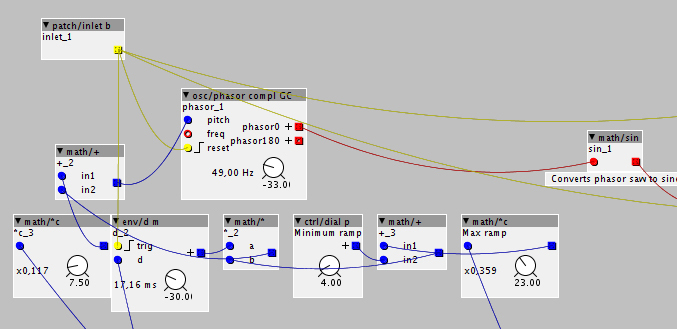 patch/inlet b
inlet_1
osc/phasor compl GC
phasor_1
pitch
phasor0 +
freq
phasor180 +
reset
49,00 Hz
-33.0
math/sin
sin_1
Converts phasor saw to sine
math/+
+_2
in1
in2
math/*c
*c_3
x0,117
7.50
env/d m
d_2
trig
+
d
17,16 ms
-30.0
math/*
*_2
a
b
ctrl/dial p
Minimum ramp
+
4.00
math/+
+_3
in1
in2
math/*c
Max ramp
x0,359
23.00